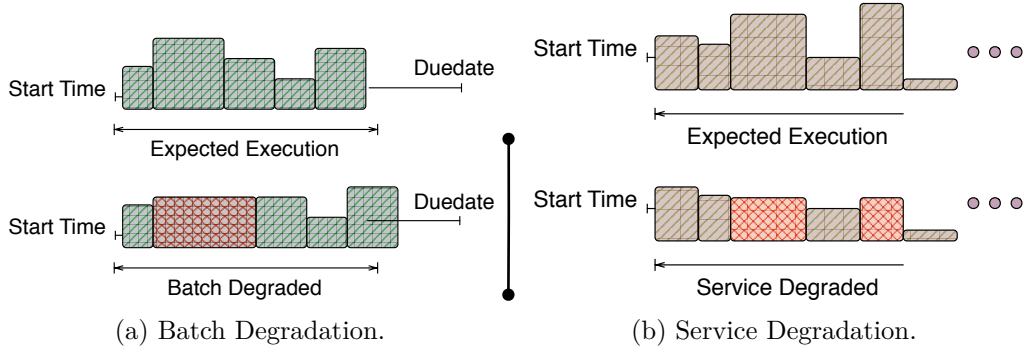 Start Time
Duedate
Expected Execution
Start Time
Duedate
Batch Degraded
(a) Batch Degradation.
Start Time
Expected Execution
Start Time
Service Degraded
(b) Service Degradation.